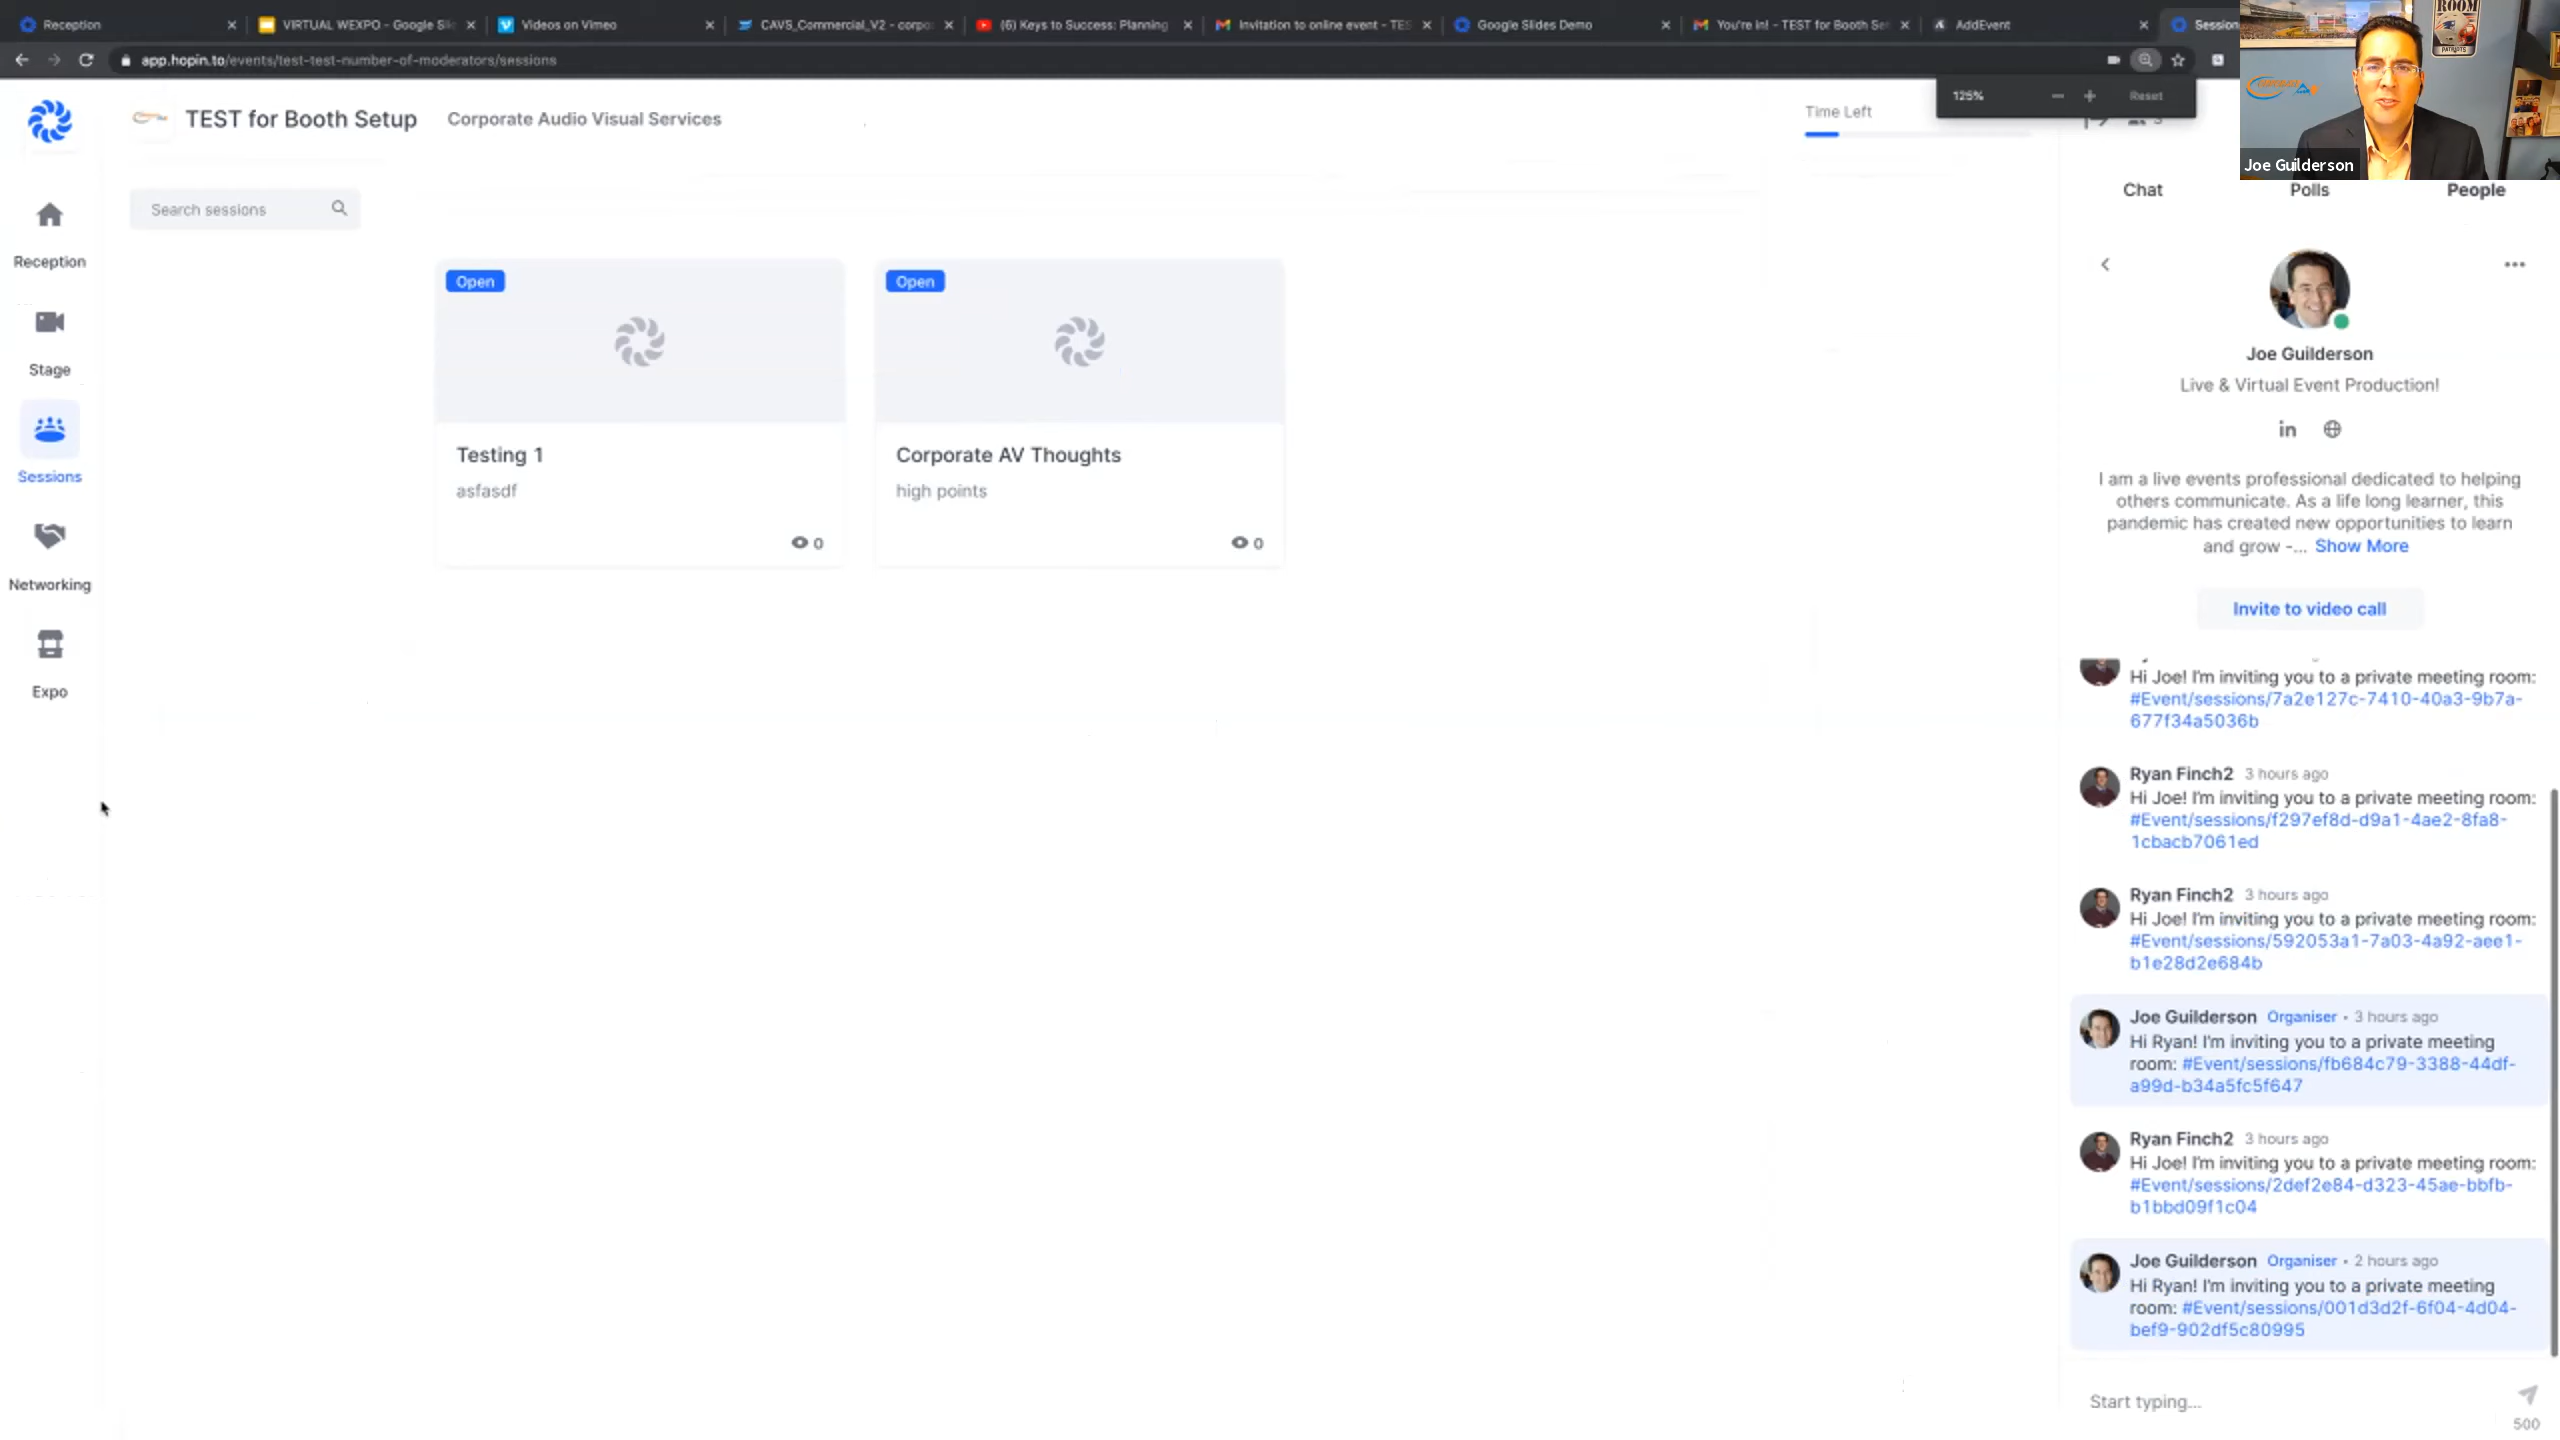 Reception
VIRTUAL WEXPO - Google Sli
Videos on Vimeo
CAVS_Commercial_V2 - corpo
(6) Keys to Success: Planning
Invitation to online event - TES
Google Slides Demo
You're in! - TEST for Booth Se
AddEvent
Session
app.hopin.to/events/test-test-number-of-moderators/sessions
125%
Reset
TEST for Booth Setup
Corporate Audio Visual Services
Time Left
Joe Guilderson
ROOM
PATRIOTS
Search sessions
Reception
Stage
Sessions
Networking
Expo
Open
Testing 1
asfasdf
0
Open
Corporate AV Thoughts
high points
0
Chat
Polls
People
Joe Guilderson
Live & Virtual Event Production!
in
I am a live events professional dedicated to helping
others communicate. As a life long learner, this
pandemic has created new opportunities to learn
and grow -... Show More
Invite to video call
Hi Joe! I'm inviting you to a private meeting room:
#Event/sessions/7a2e127c-7410-40a3-9b7a-
677f34a5036b
Ryan Finch2 3 hours ago
Hi Joe! I'm inviting you to a private meeting room:
#Event/sessions/f297ef8d-d9a1-4ae2-8fa8-
1cbacb7061ed
Ryan Finch2 3 hours ago
Hi Joe! I'm inviting you to a private meeting room:
#Event/sessions/592053a1-7a03-4a92-aee1-
b1e28d2e684b
Joe Guilderson Organiser • 3 hours ago
Hi Ryan! I'm inviting you to a private meeting
room: #Event/sessions/fb684c79-3388-44df-
a99d-b34a5fc5f647
Ryan Finch2 3 hours ago
Hi Joe! I'm inviting you to a private meeting room:
#Event/sessions/2def2e84-d323-45ae-bbfb-
b1bbd09f1c04
Joe Guilderson Organiser • 2 hours ago
Hi Ryan! I'm inviting you to a private meeting
room: #Event/sessions/001d3d2f-6f04-4d04-
bef9-902df5c80995
Start typing...
500